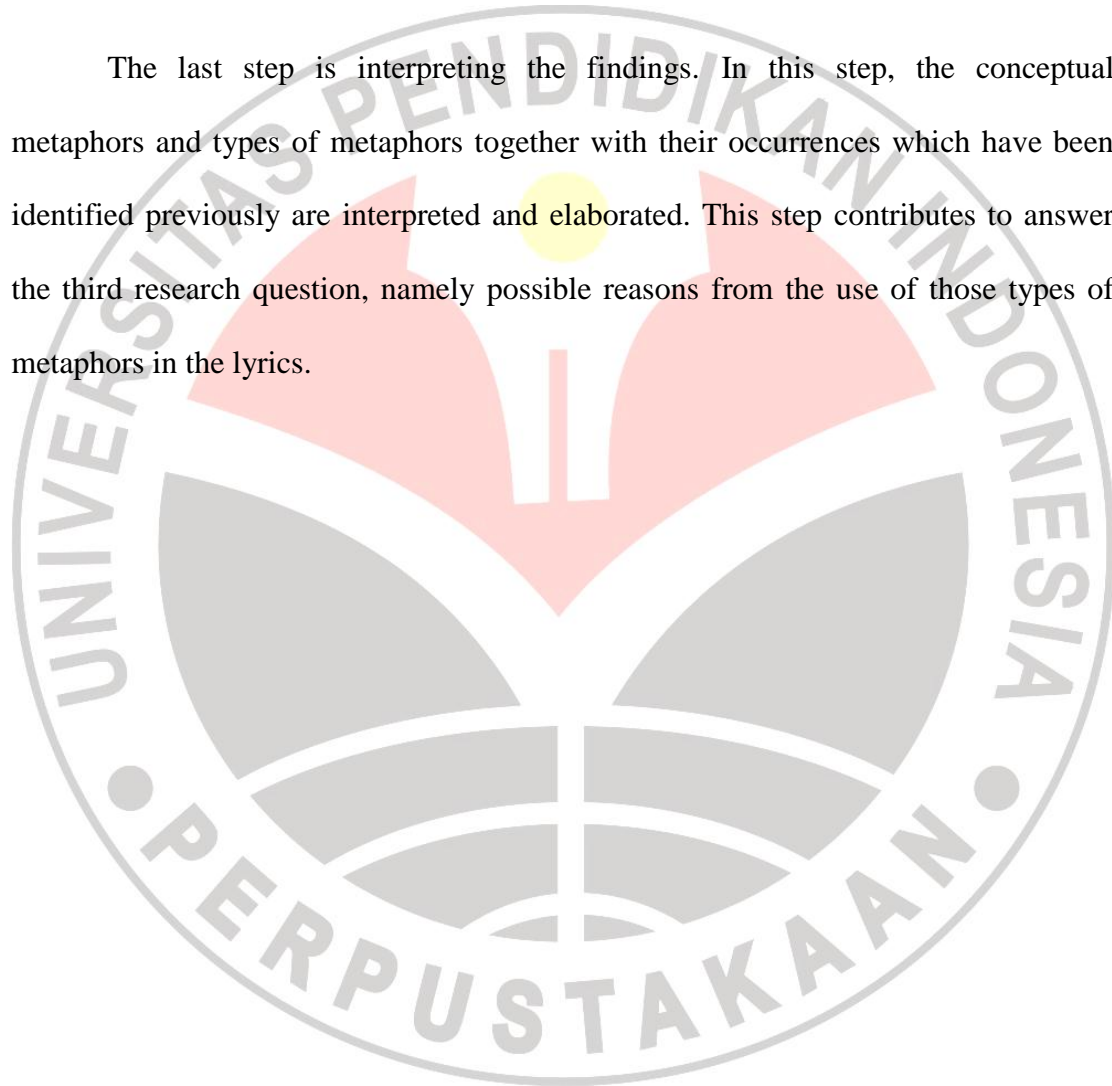 The last step is interpreting the findings. In this step, the conceptual
metaphors and types of metaphors together with their occurrences which have been
identified previously are interpreted and elaborated. This step contributes to answer
the third research question, namely possible reasons from the use of those types of
metaphors in the lyrics.
UNIVERSITAS PENDIDIKAN INDONESIA
PERPUSTAKAAN